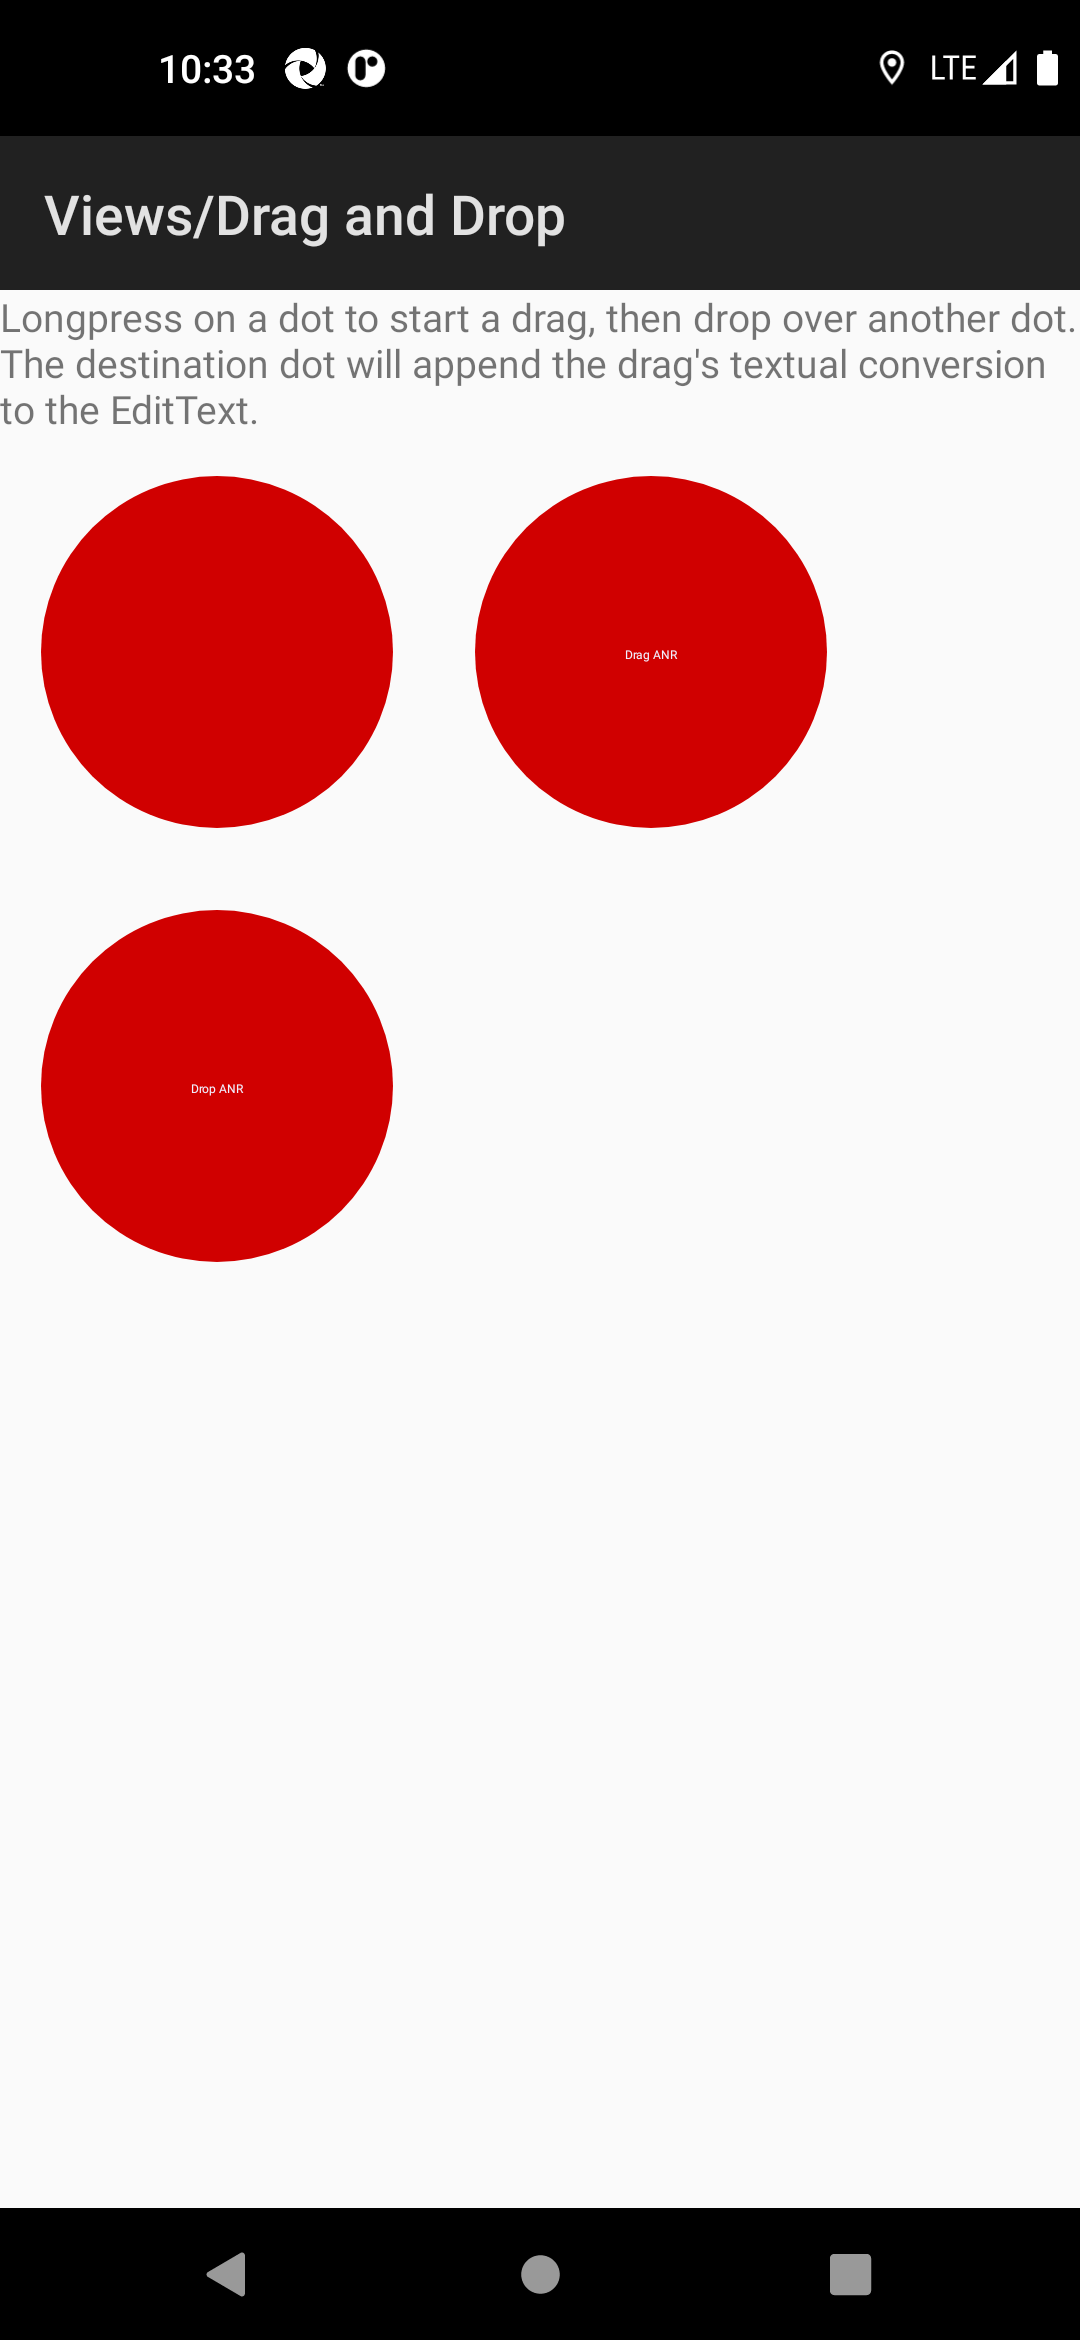 10:33
LTE
Views/Drag and Drop
Longpress on a dot to start a drag, then drop over another dot.
The destination dot will append the drag's textual conversion
to the EditText.
Drag ANR
Drop ANR